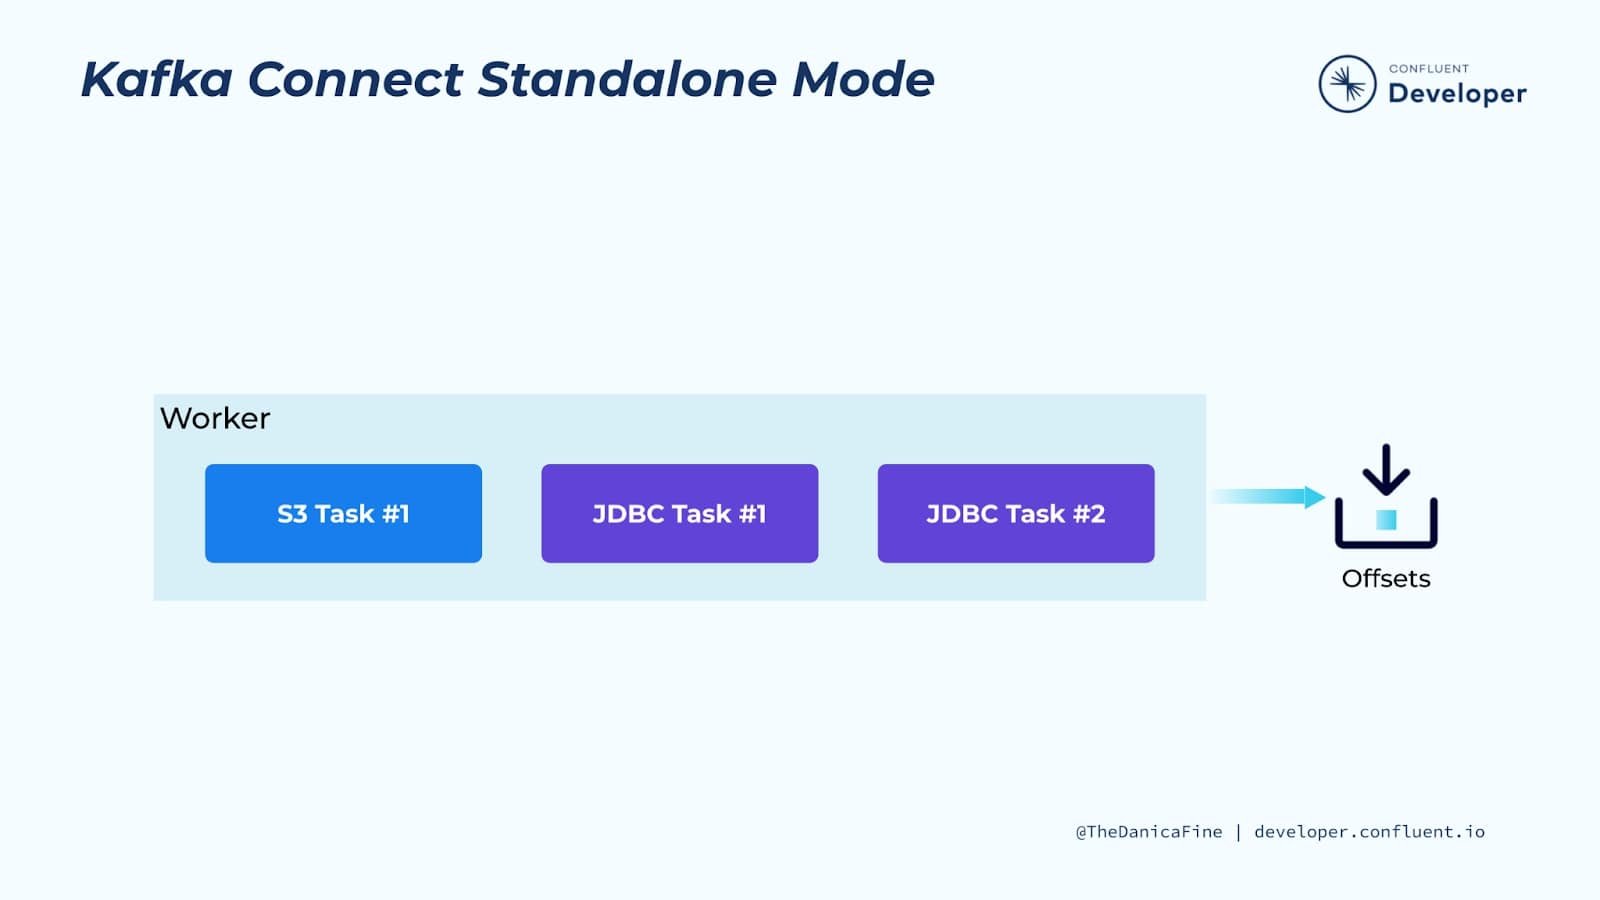 Kafka Connect Standalone Mode
CONFLUENT
Developer
Worker
S3 Task #1
JDBC Task #1
JDBC Task #2
Offsets
@TheDanicaFine | developer.confluent.io